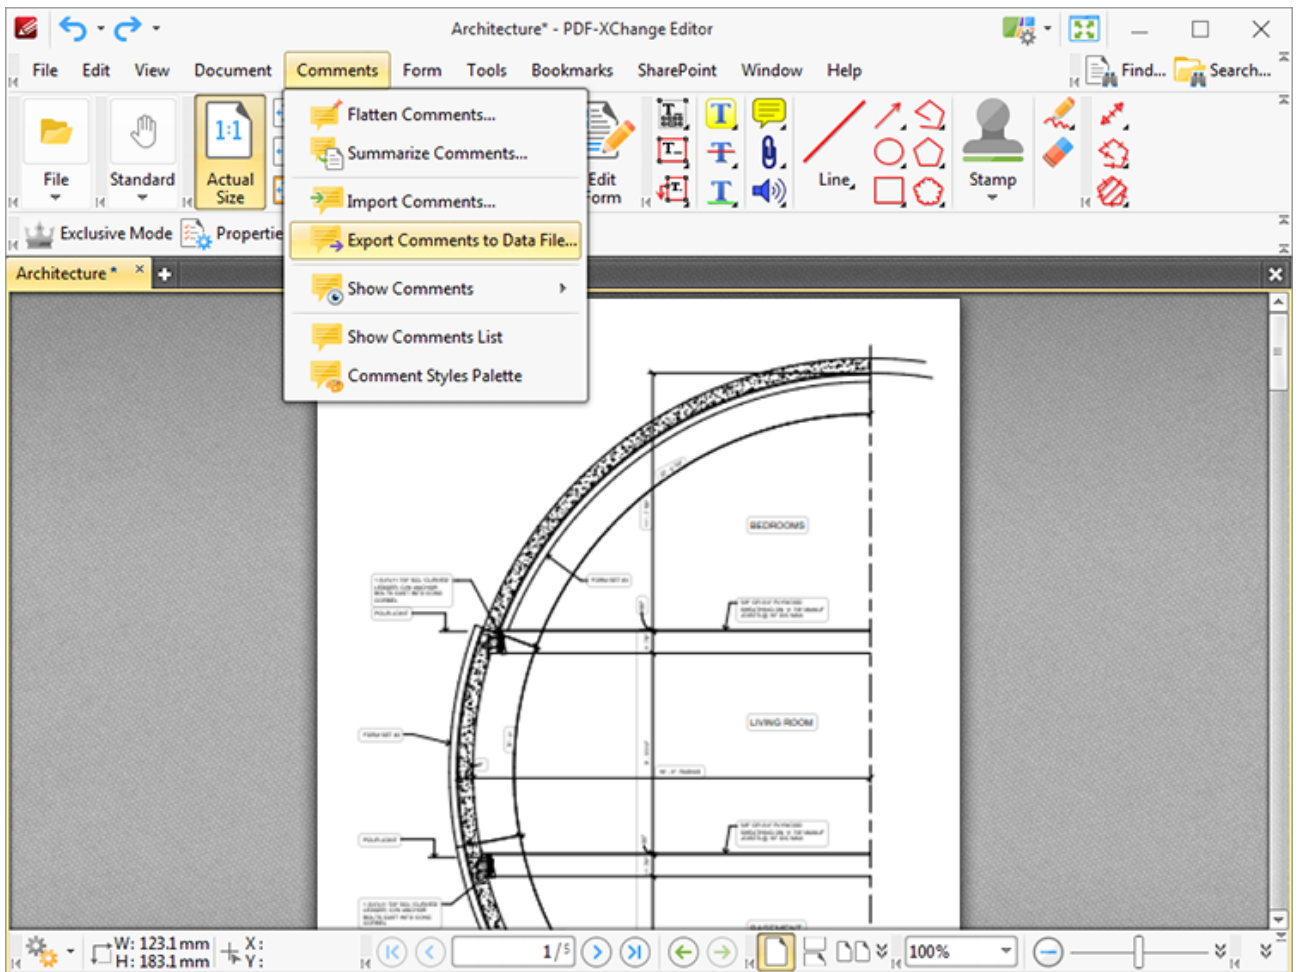 Architecture* - PDF-XChange Editor
File Edit View Document Comments Form Tools Bookmarks SharePoint Window Help
Find... Search...
File
Standard
Actual
Size
1:1
Edit
Form
Line
Stamp
Exclusive Mode
Propertie
Flatten Comments...
Summarize Comments...
Import Comments...
Export Comments to Data File...
Show Comments
Show Comments List
Comment Styles Palette
Architecture *
BEDROOMS
LIVING ROOM
BASEMENT
W: 123.1 mm
H: 183.1 mm
X:
Y:
1/5
100%